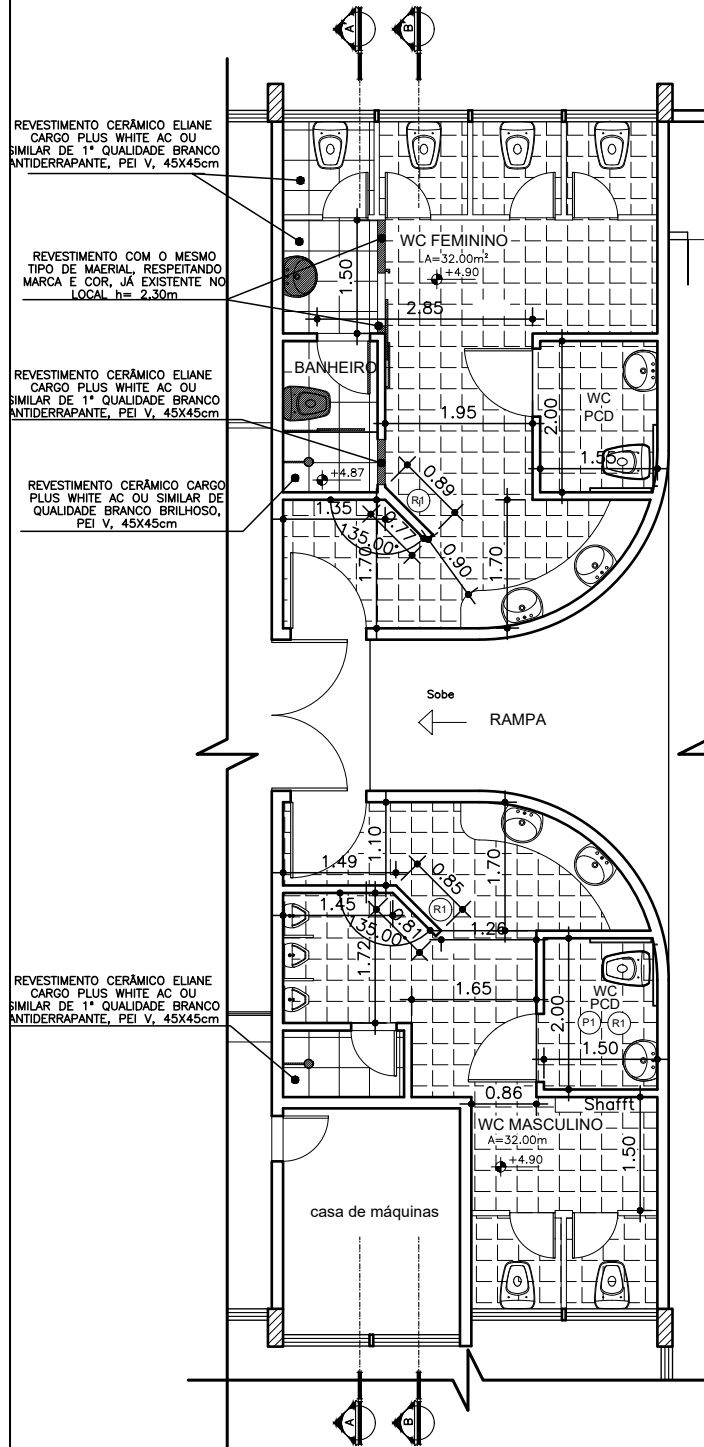 A'
B'
REVESTIMENTO CERÂMICO ELIANE
CARGO PLUS WHITE AC OU
SIMILAR DE 1ª QUALIDADE BRANCO
ANTIDERRAPANTE, PEI V, 45X45cm
REVESTIMENTO COM O MESMO
TIPO DE MAERIAL, RESPEITANDO
MARCA E COR, JÁ EXISTENTE NO
LOCAL h= 2.30m
WC FEMININO
A=32.00m²
+4.90
1.50
2.85
REVESTIMENTO CERÂMICO ELIANE
CARGO PLUS WHITE AC OU
SIMILAR DE 1ª QUALIDADE BRANCO
ANTIDERRAPANTE, PEI V, 45X45cm
BANHEIRO
WC
PCD
2.00
1.95
1.55
+4.87
0.89
R1
REVESTIMENTO CERÂMICO CARGO
PLUS WHITE AC OU SIMILAR DE
QUALIDADE BRANCO BRILHOSO,
PEI V, 45X45cm
1.35
0.77
135.00°
1.70
0.90
1.70
Sobe
RAMPA
1.49
1.10
0.85
1.70
R1
1.45
0.81
135.00°
1.26
1.72
1.65
REVESTIMENTO CERÂMICO ELIANE
CARGO PLUS WHITE AC OU
SIMILAR DE 1ª QUALIDADE BRANCO
ANTIDERRAPANTE, PEI V, 45X45cm
WC
PCD
P1
R1
2.00
1.50
0.86
Shafft
WC MASCULINO
A=32.00m
+4.90
1.50
casa de máquinas
A
B